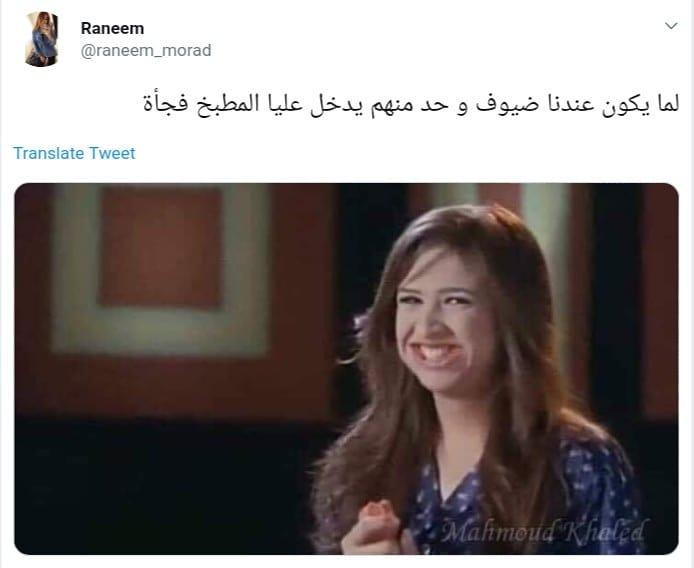 Raneem
@raneem_morad
لما يكون عندنا ضيوف و حد منهم يدخل عليا المطبخ فجأة
Translate Tweet
Mahmoud Khaled